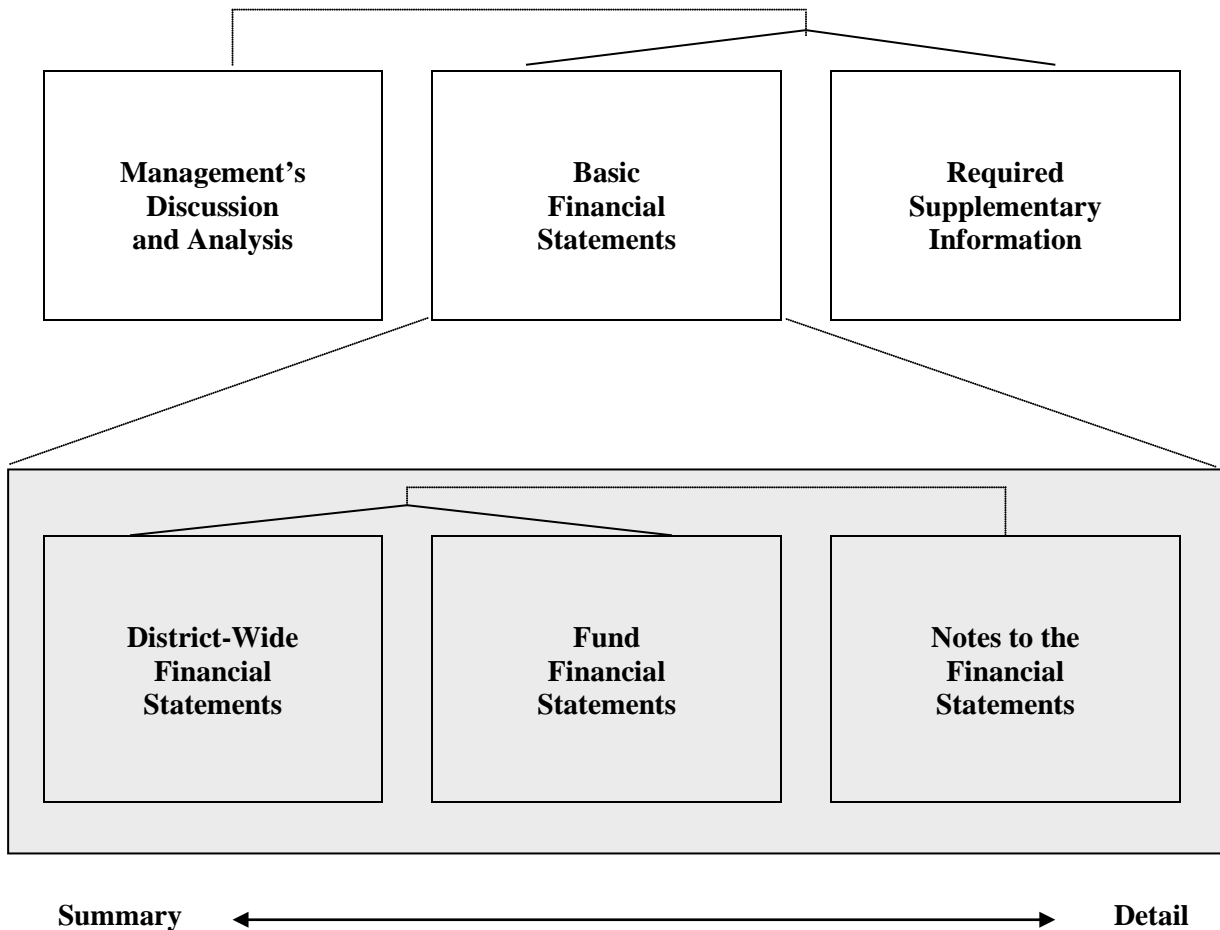 Management’s
Discussion
and Analysis
Basic
Financial
Statements
Required
Supplementary
Information
District-Wide
Financial
Statements
Fund
Financial
Statements
Notes to the
Financial
Statements
Summary
Detail